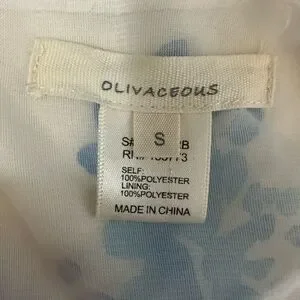 OLIVACEOUS
S
SELF:
100%POLYESTER
LINING:
100%POLYESTER
MADE IN CHINA